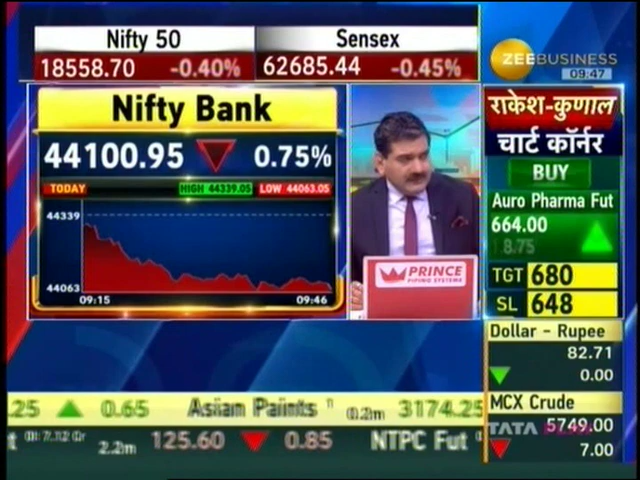 Nifty 50
18558.70 -0.40%
Sensex
62685.44 -0.45%
ZEEBUSINESS
09:47
Nifty Bank
44100.95 0.75%
TODAY
HIGH 44339.05
LOW 44063.05
44339
44063
09:15
09:46
PRINCE
PIPING SYSTEMS
राकेश-कुणाल
चार्ट कॉर्नर
BUY
Auro Pharma Fut
664.00
8.75
TGT 680
SL 648
Dollar - Rupee
82.71
0.00
MCX Crude
5749.00
7.00
TATA
.25 0.65 Asian Paints 0.2m 3174.25
2.2m 125.60 0.85 NTPC Fut